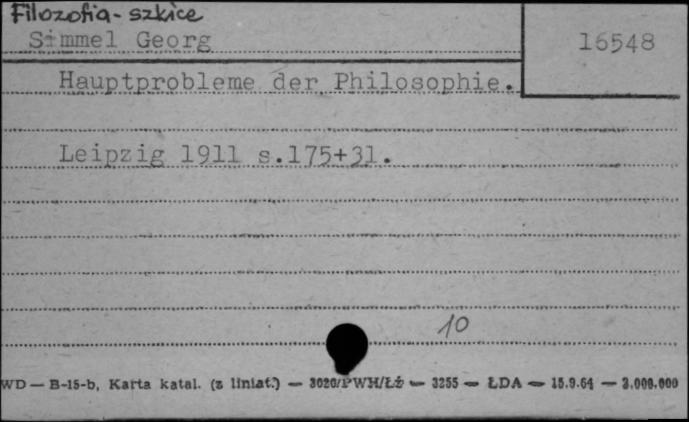 Filozofia - szkice
Simmel Georg
16548
Hauptprobleme der Philosophie.
Leipzig 1911 s.175+31.
10
WD — B-15-b, Karta katal. (z liniat.) — 3020/PWH/Łż — 3255 — ŁDA — 15.9.64 — 3.000.000